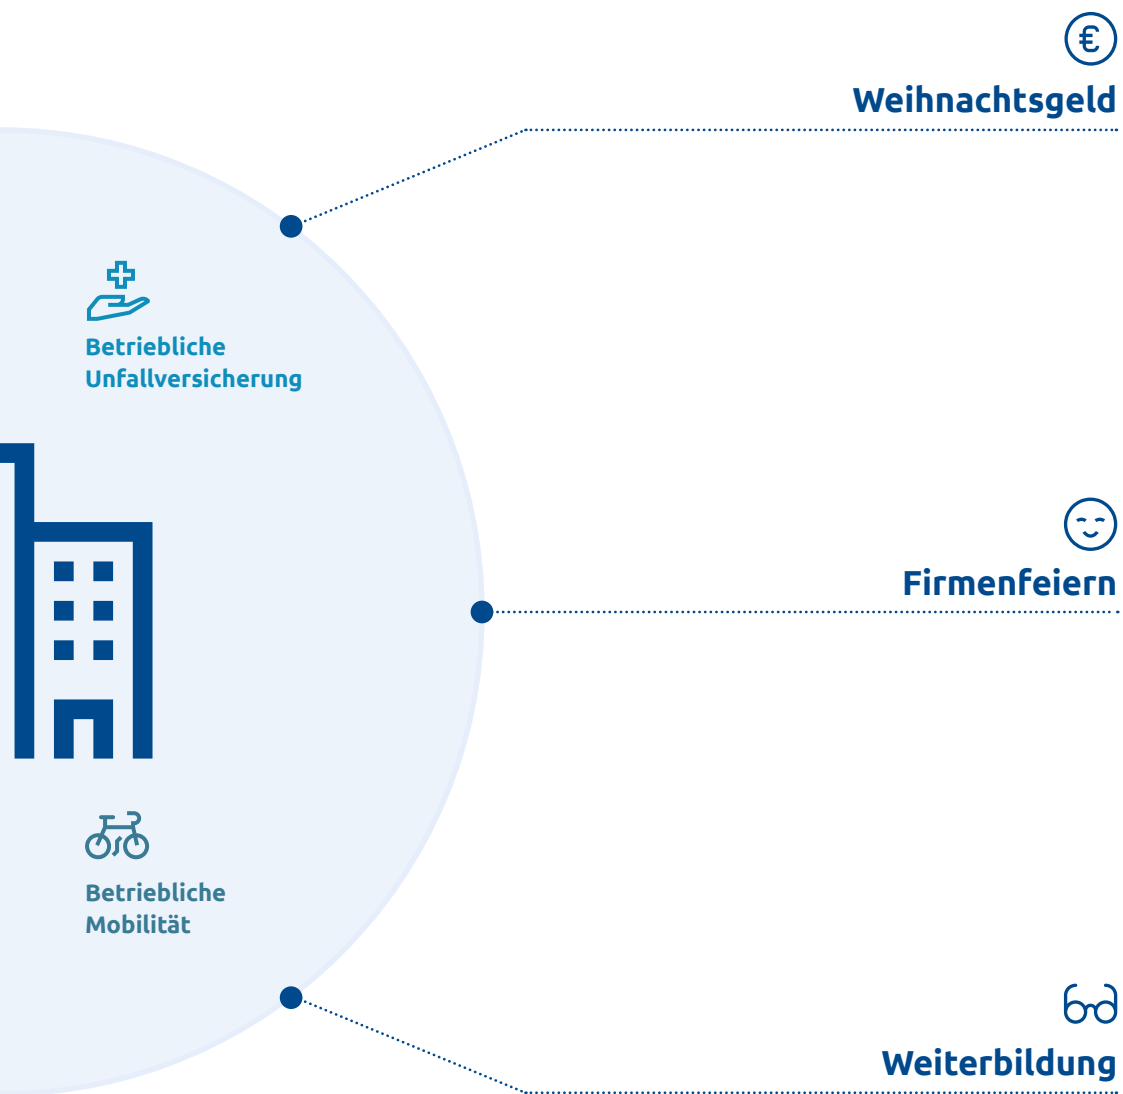 €
Weihnachtsgeld
Betriebliche
Unfallversicherung
Firmenfeiern
Betriebliche
Mobilität
Weiterbildung